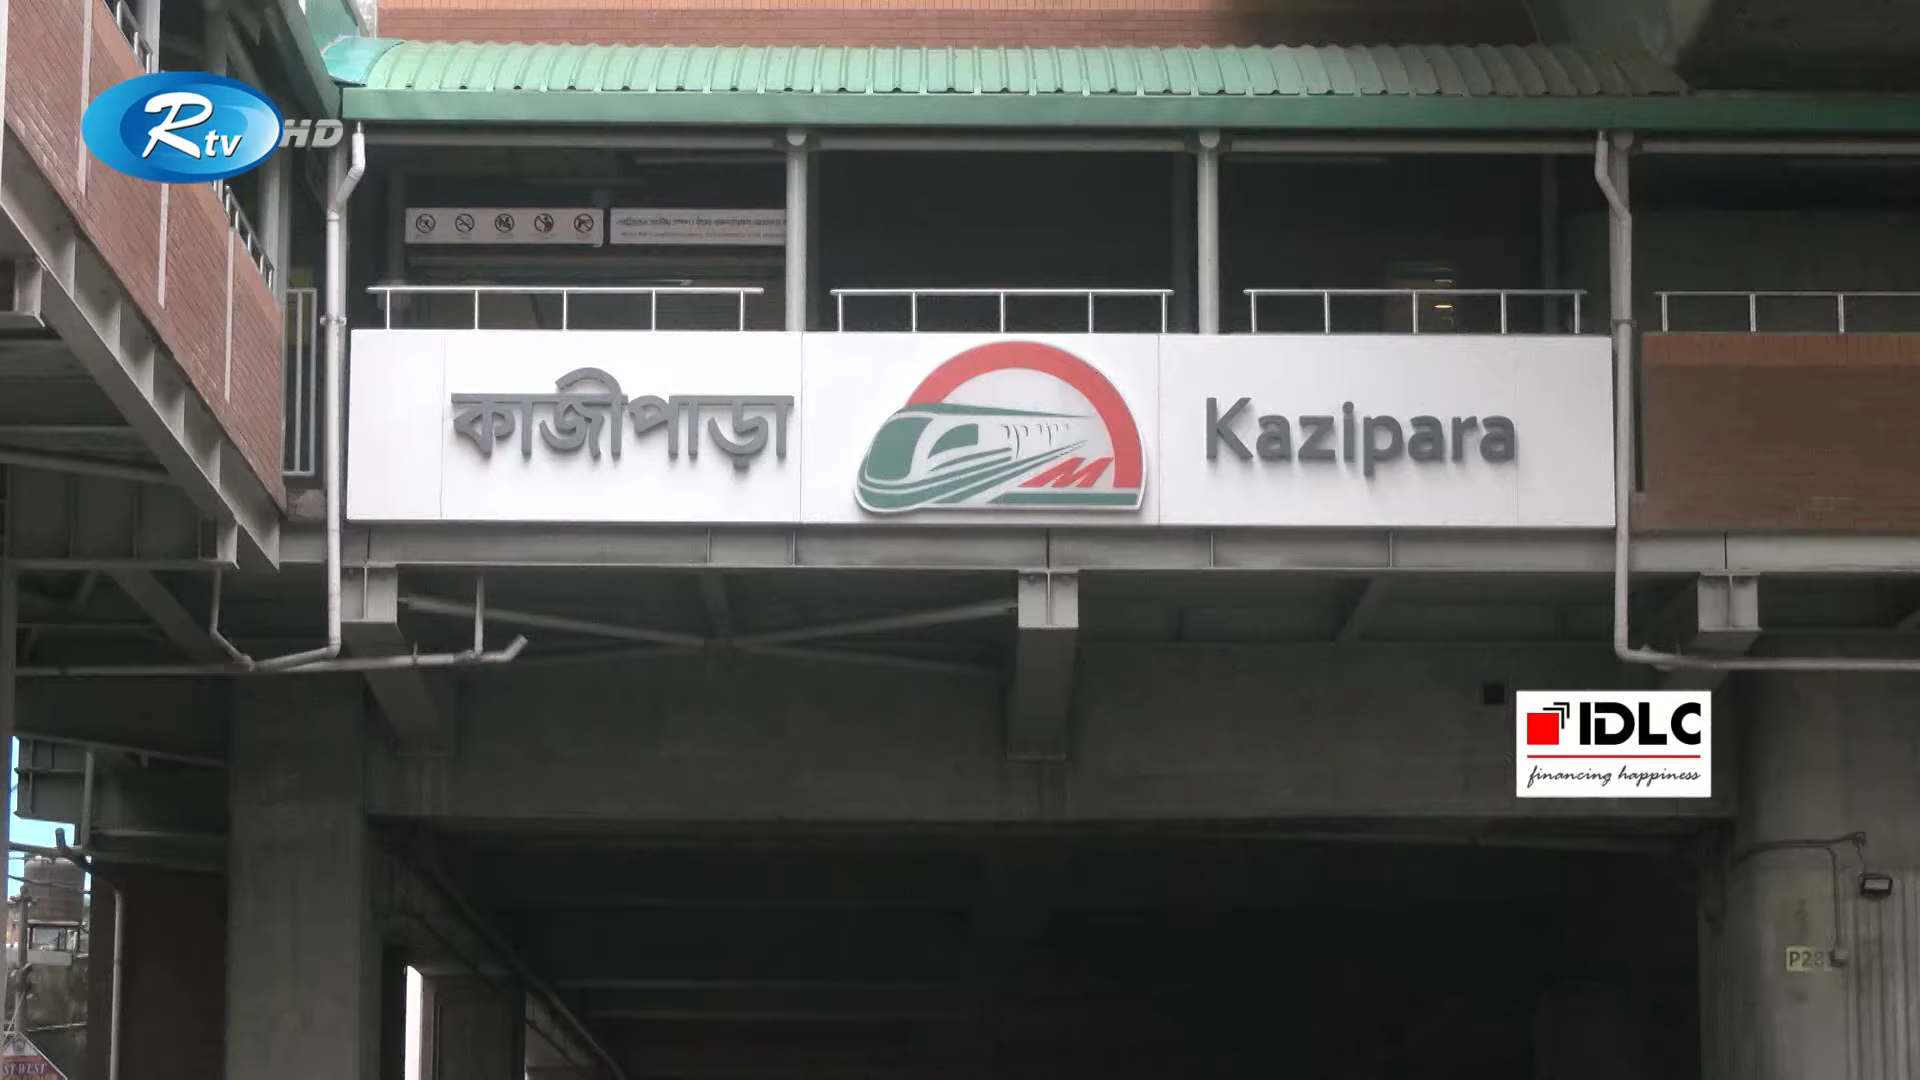 Rtv HD
কাজীপাড়া
M
Kazipara
IDLC
financing happiness
P28